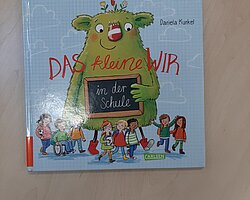 Daniela Kunkel
DAS kleine WIR
in der
Schule
CARLSEN